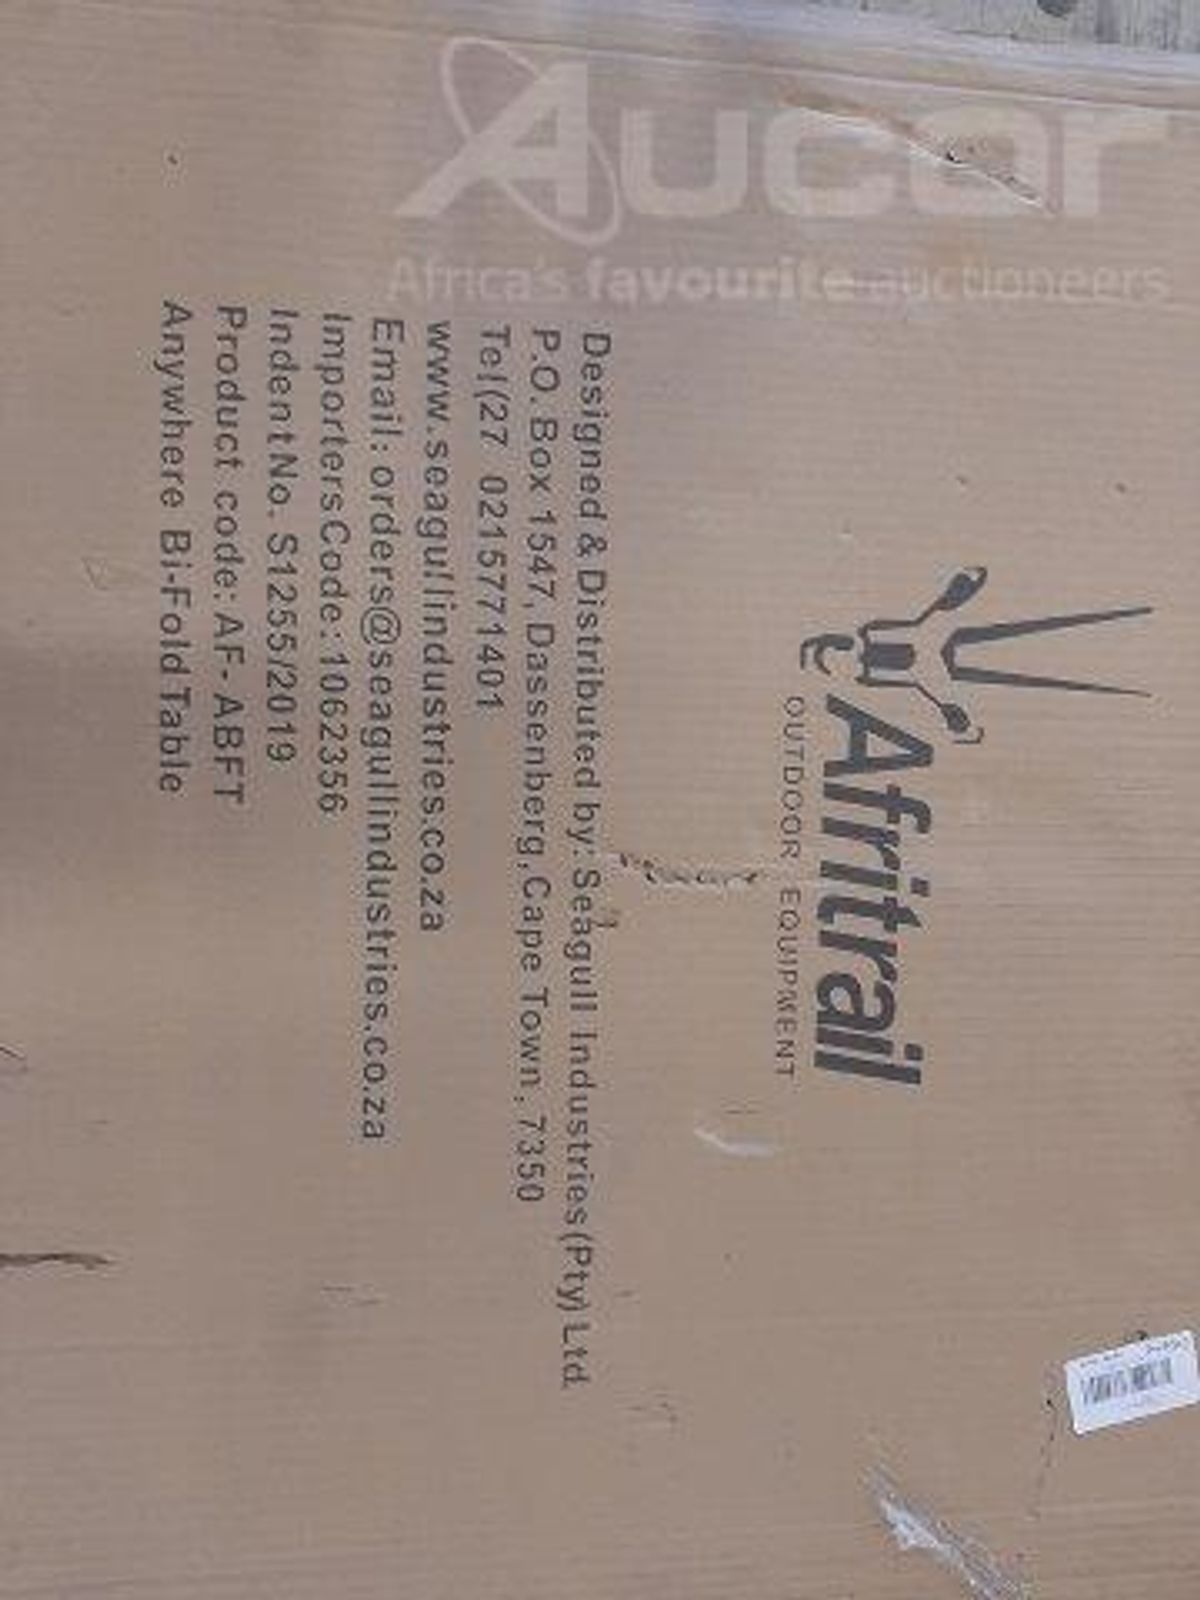 Aucor
Africa's favourite auctioneers
Afritrail
OUTDOOR EQUIPMENT
Designed & Distributed by: Seagull Industries (Pty) Ltd.
P.O. Box 1547, Dassenberg, Cape Town, 7350
Tel (27 0215771401
www.seagullindustries.co.za
Email: orders@seagullindustries.co.za
Importers Code: 1062356
Indent No. S1255/2019
Product code: AF-ABFT
Anywhere Bi-Fold Table